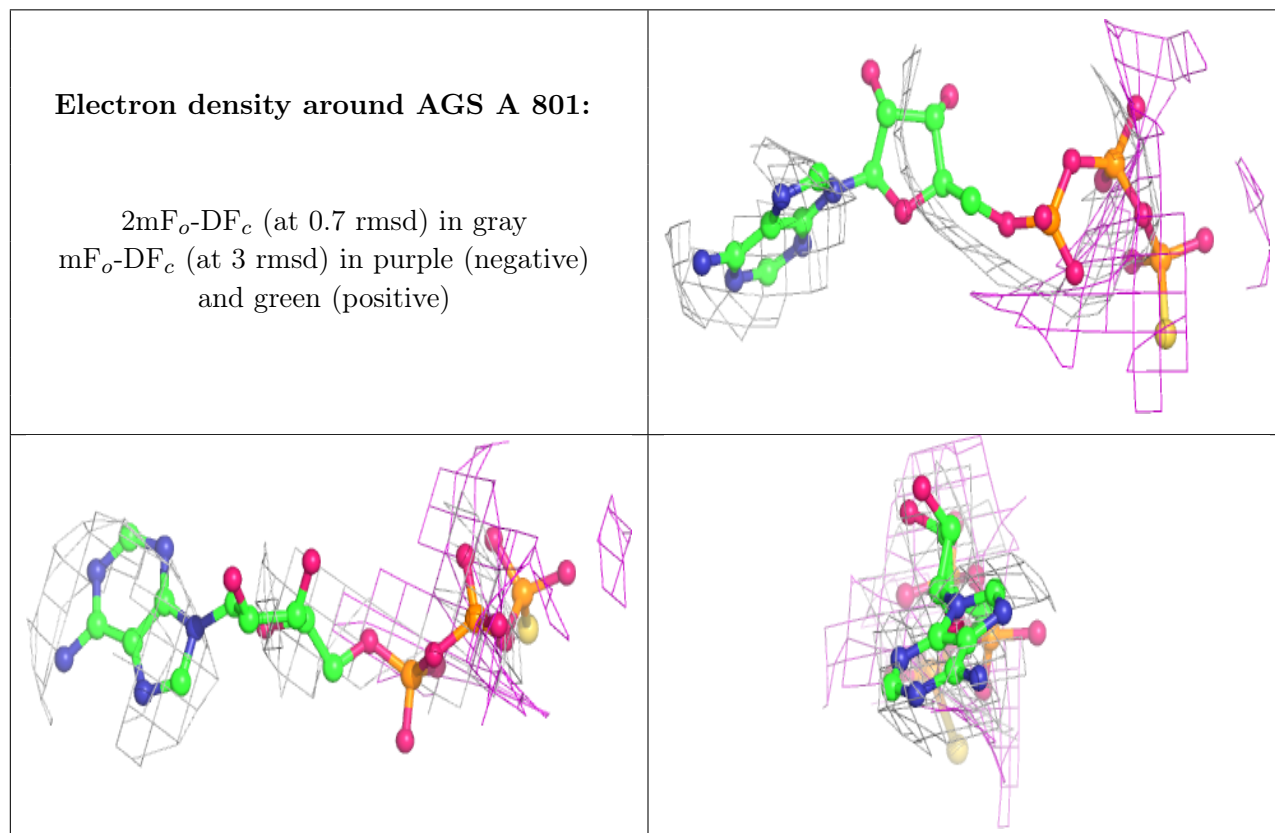 Electron density around AGS A 801:
2mFo-DFc (at 0.7 rmsd) in gray
mFo-DFc (at 3 rmsd) in purple (negative)
and green (positive)